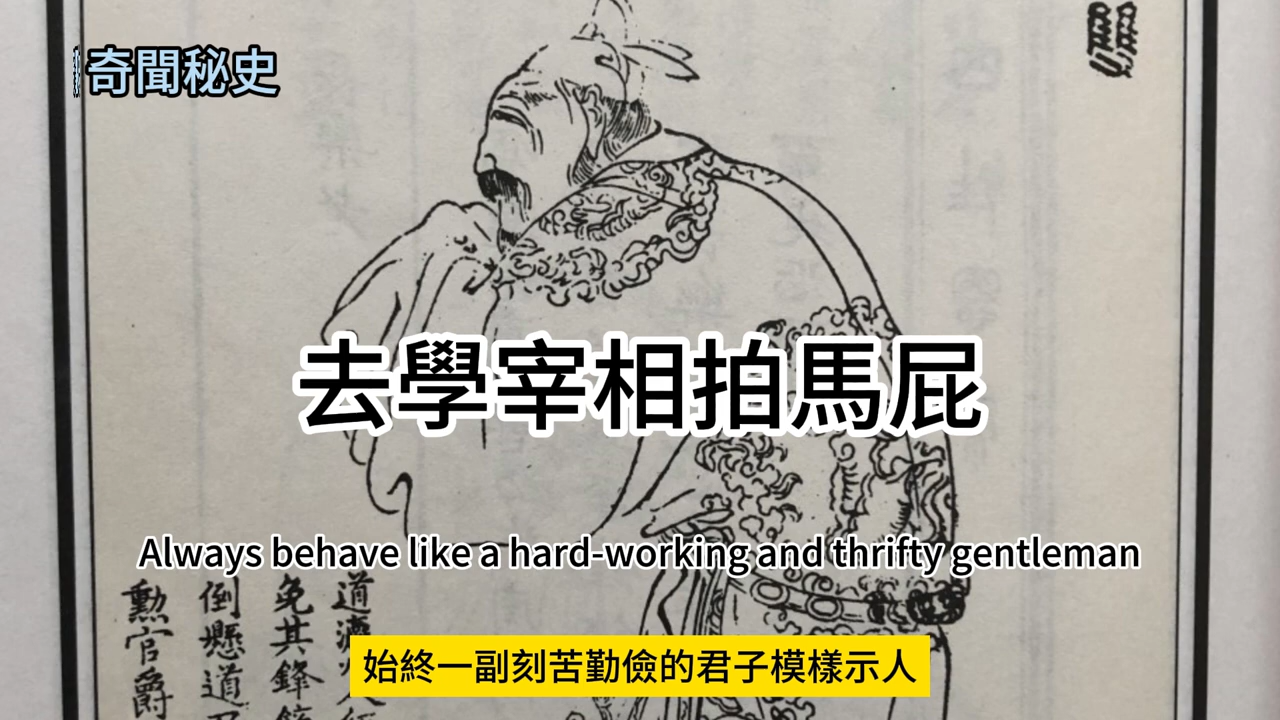 奇聞秘史
去學宰相拍馬屁
Always behave like a hard-working and thrifty gentleman
始終一副刻苦勤儉的君子模樣示人
道濟
免其鋒
倒懸道
勲官爵